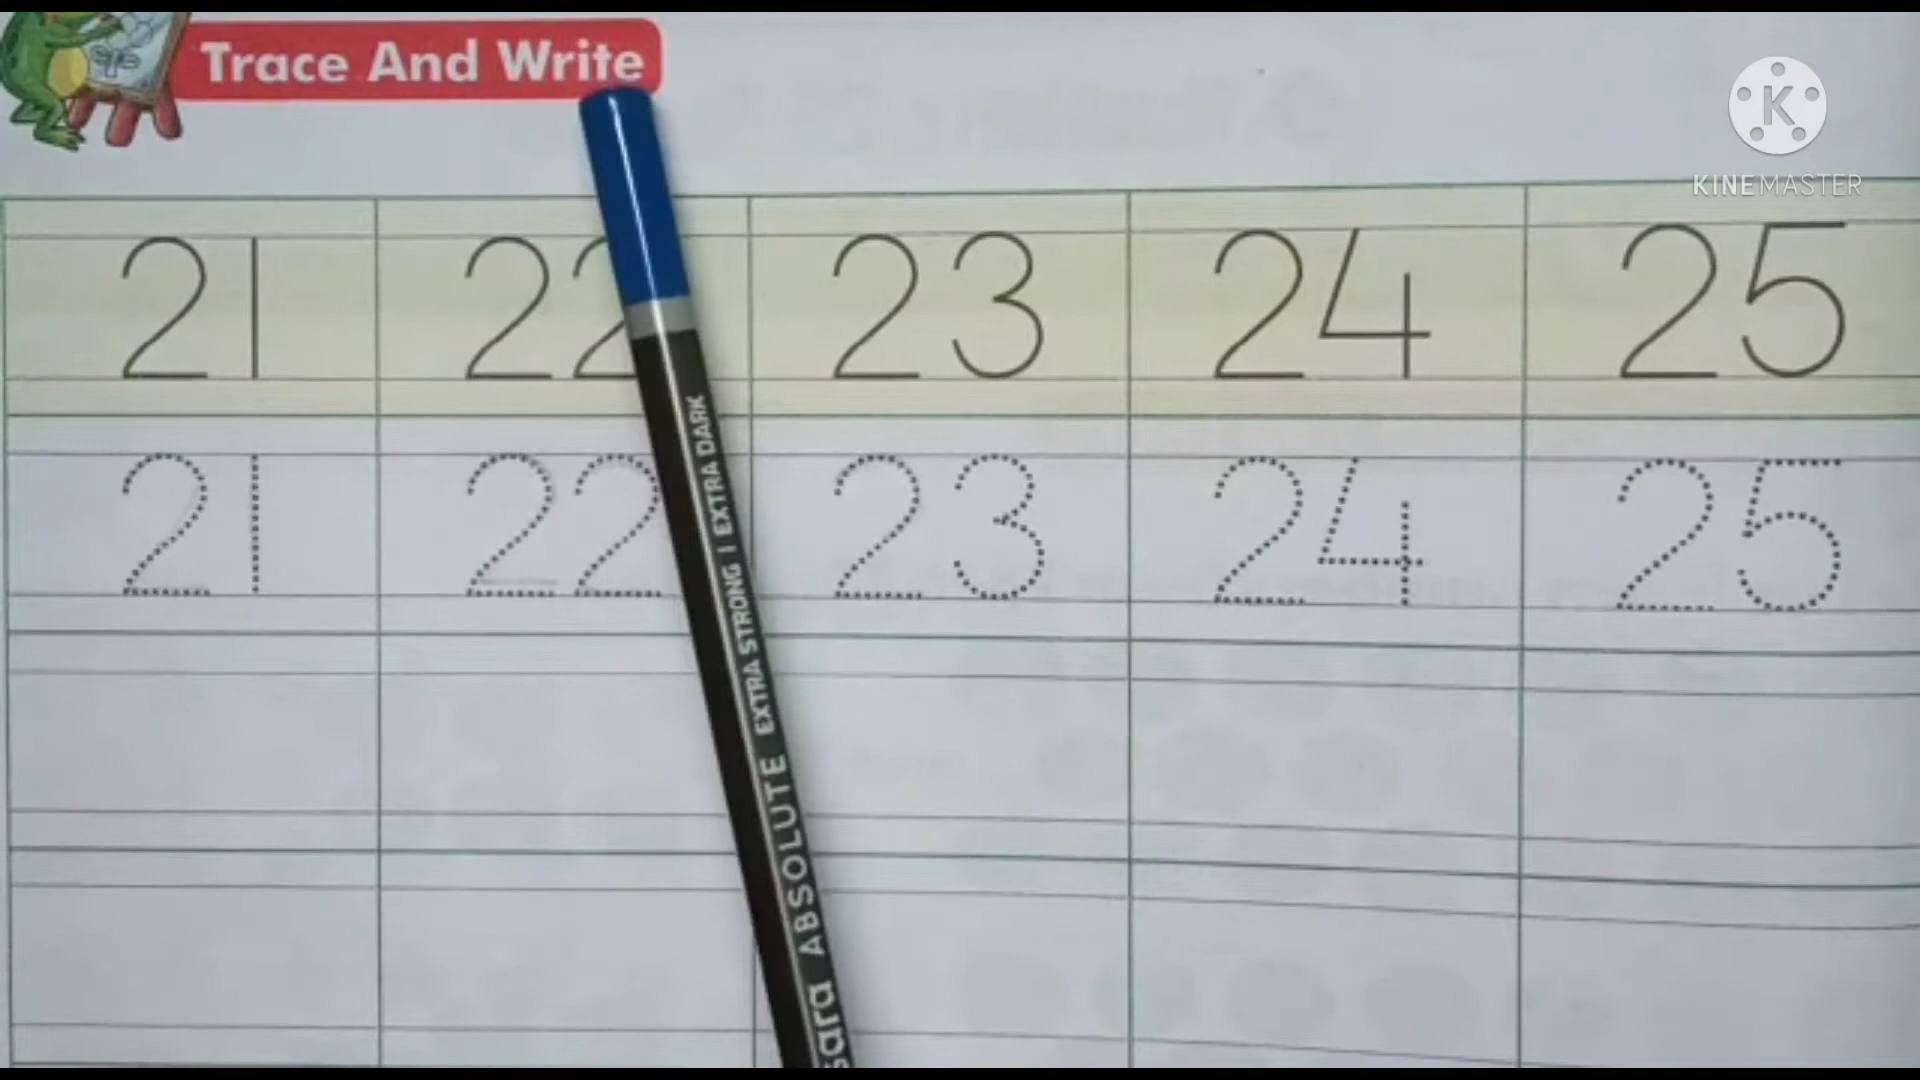 Trace And Write
K
KINEMASTER
21 22 23 24 25
21 22 23 24 25
ABSOLUTE EXTRA STRONG | EXTRA DARK